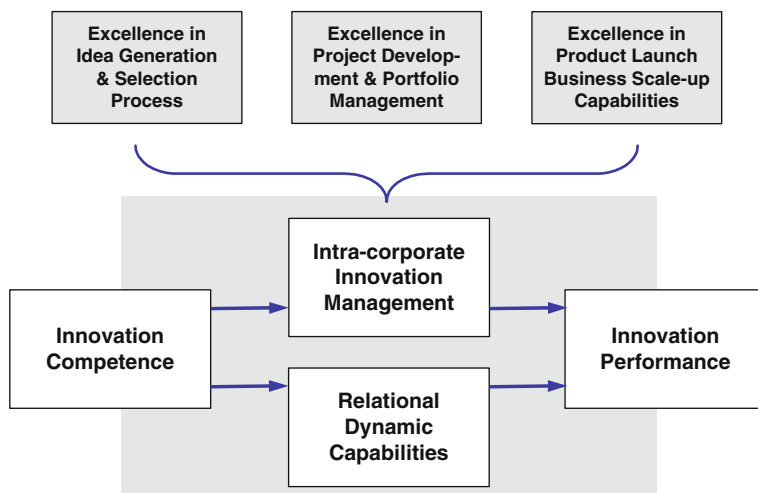 Excellence in
Idea Generation
& Selection
Process
Excellence in
Project Develop-
ment & Portfolio
Management
Excellence in
Product Launch
Business Scale-up
Capabilities
Intra-corporate
Innovation
Management
Innovation
Competence
Innovation
Performance
Relational
Dynamic
Capabilities